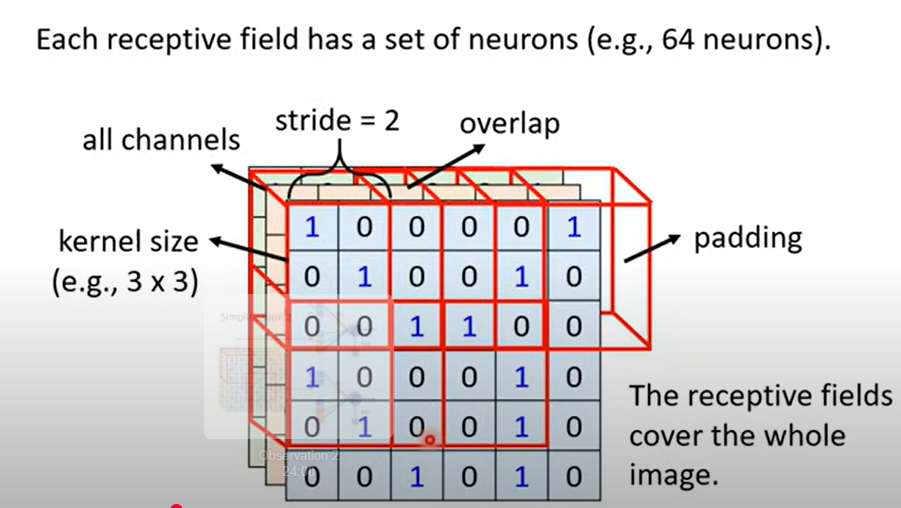 Each receptive field has a set of neurons (e.g., 64 neurons).
stride = 2
overlap
all channels
kernel size
(e.g., 3 x 3)
padding
1 0 0 0 0 1
0 1 0 0 1 0
0 0 1 1 0 0
1 0 0 0 1 0
0 1 0 0 1 0
0 0 1 0 1 0
The receptive fields
cover the whole
image.
Observation 2